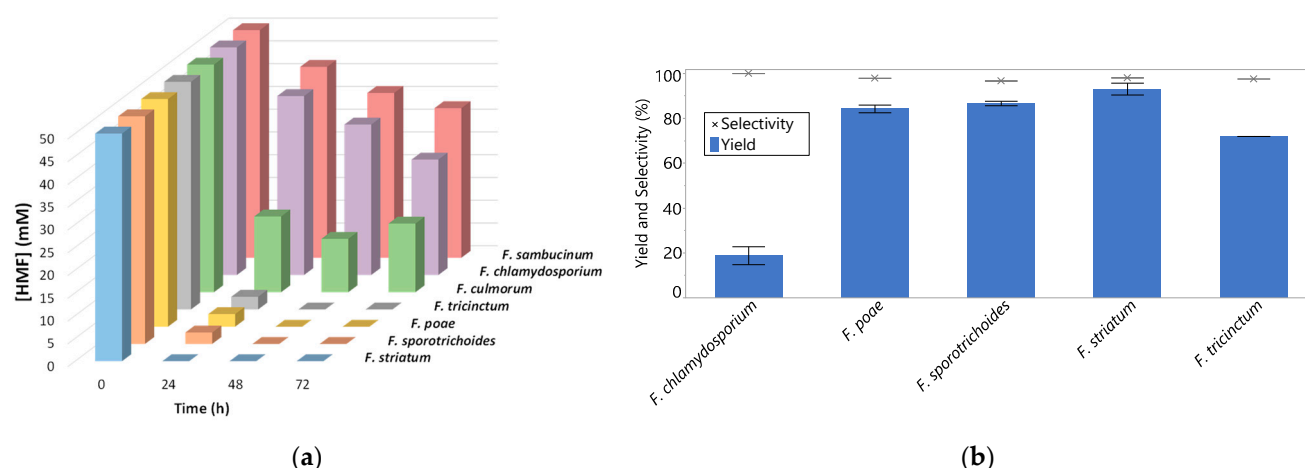 50
45
40
35
30
25
20
15
10
5
0
[HMF] (mM)
0
24
48
72
Time (h)
F. sambucinum
F. chlamydosporium
F. culmorum
F. tricinctum
F. poae
F. sporotrichoides
F. striatum
(a)
100
80
60
40
20
0
Yield and Selectivity (%)
Selectivity
Yield
F. chlamydosporium
F. poae
F. sporotrichoides
F. striatum
F. tricinctum
(b)